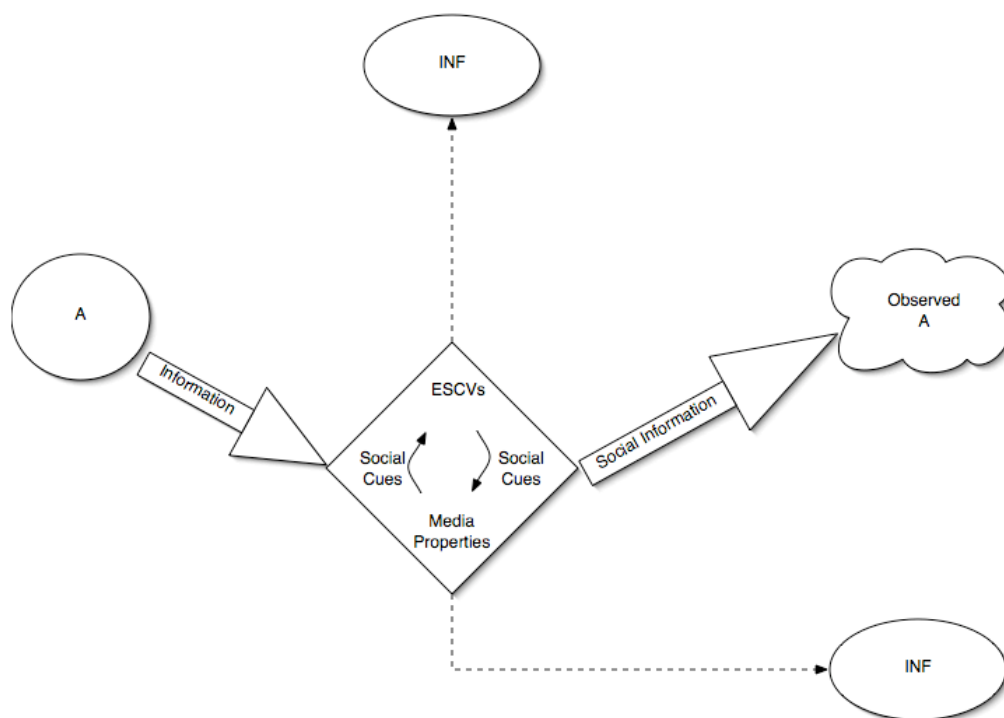 INF
A
Information
ESCVs
Social
Cues
Social
Cues
Media
Properties
Social Information
Observed
A
INF